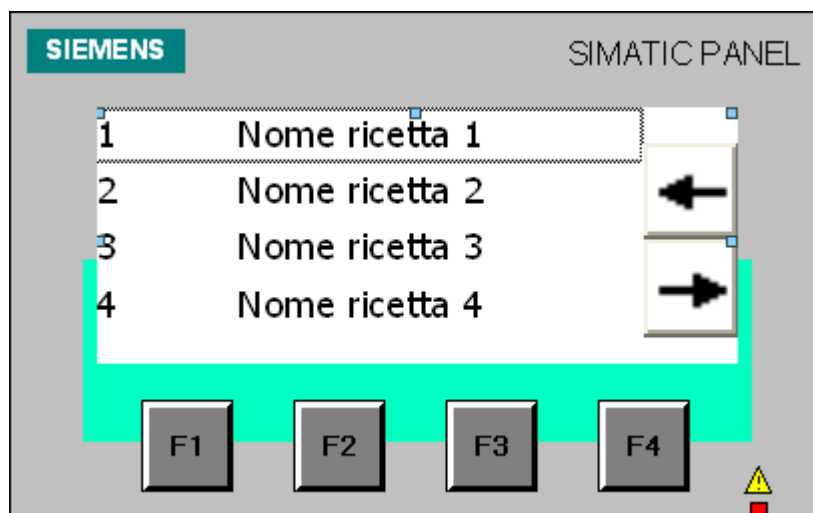 SIEMENS
SIMATIC PANEL
1 Nome ricetta 1
2 Nome ricetta 2
3 Nome ricetta 3
4 Nome ricetta 4
F1 F2 F3 F4